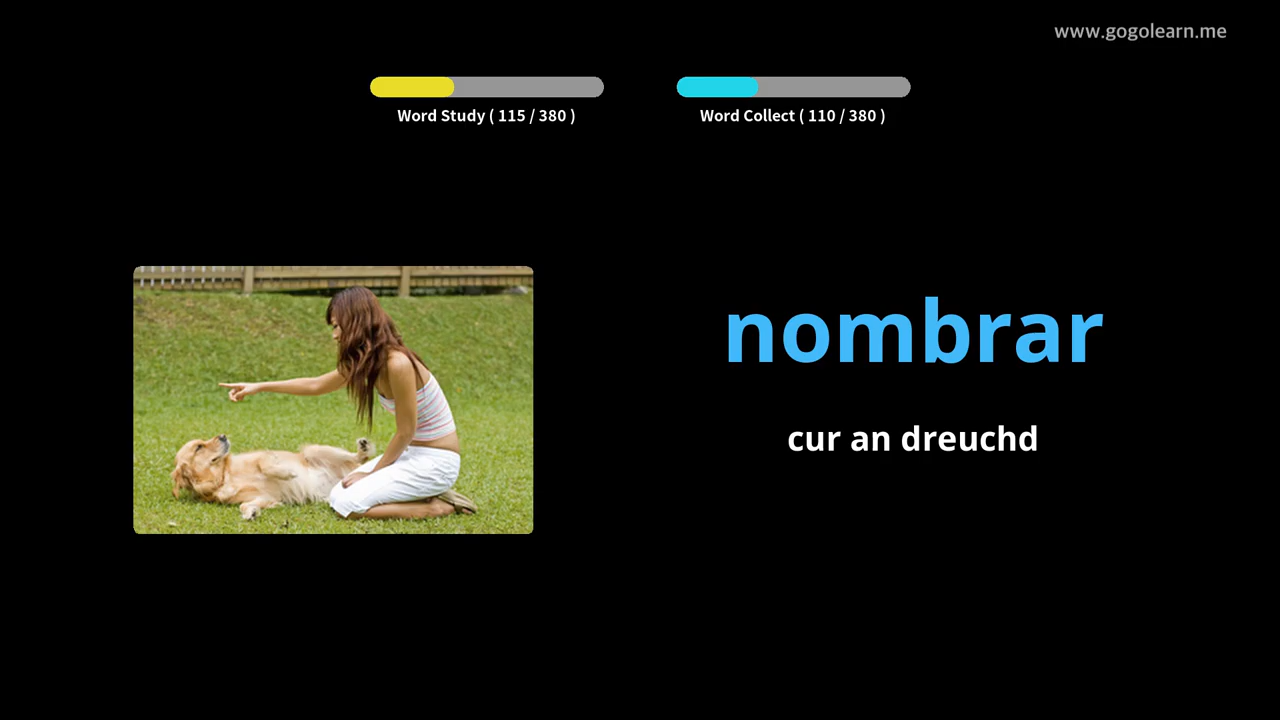 www.gogolearn.me
Word Study ( 115 / 380 )
Word Collect ( 110 / 380 )
nombrar
cur an dreuchd